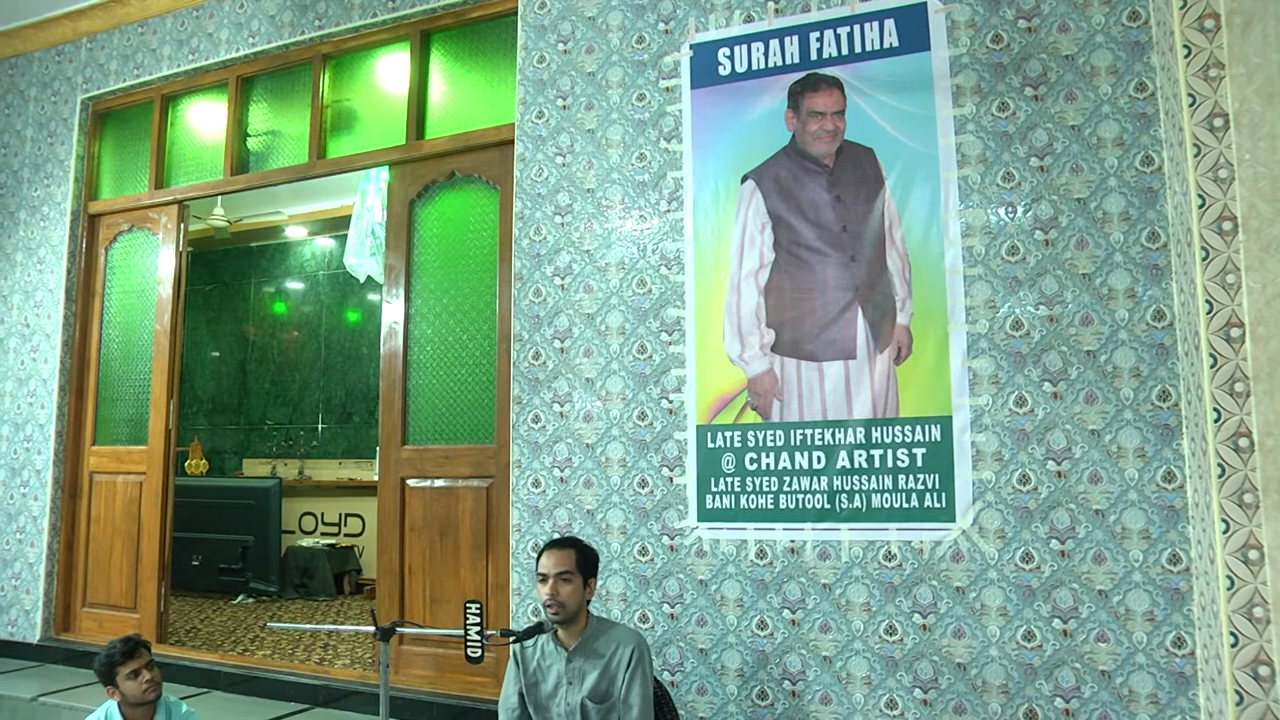 SURAH FATIHA
LATE SYED IFTEKHAR HUSSAIN
@ CHAND ARTIST
LATE SYED ZAWAR HUSSAIN RAZVI
BANI KOHE BUTOOL (S.A) MOULA ALI
HAMID
LOYD